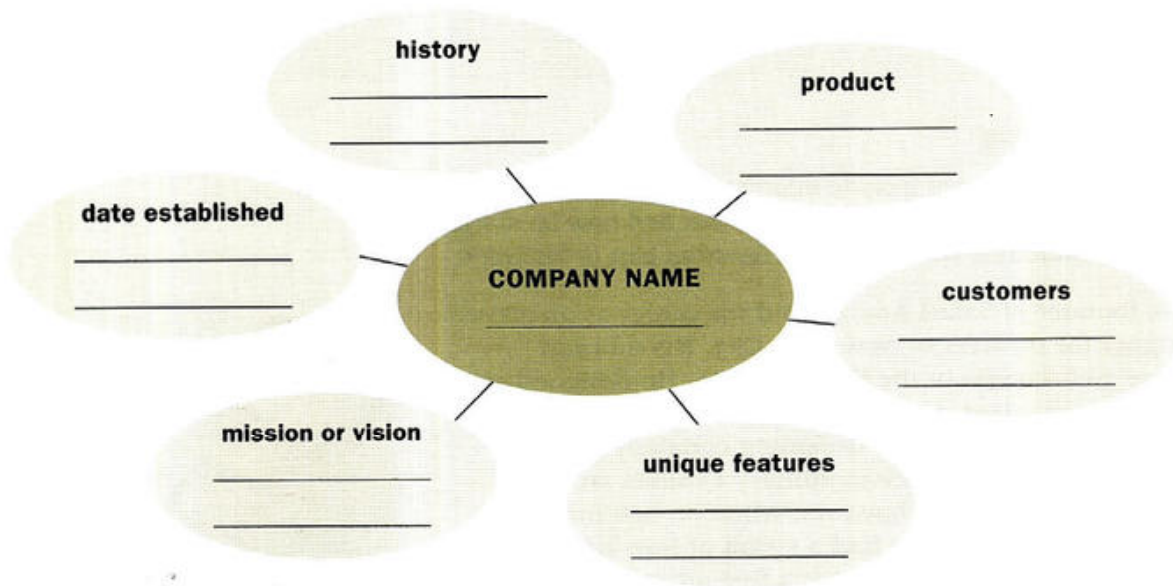 history
product
date established
COMPANY NAME
customers
mission or vision
unique features